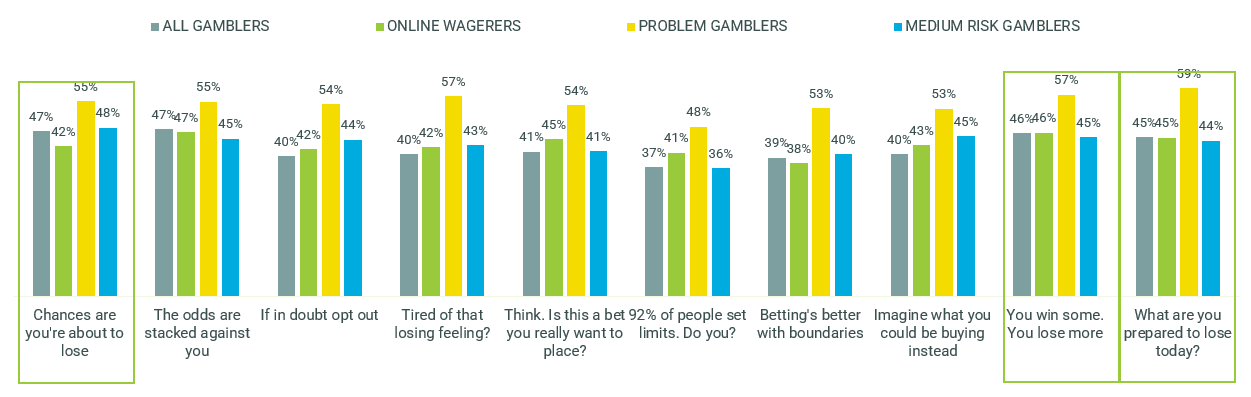 ALL GAMBLERS ONLINE WAGERERS PROBLEM GAMBLERS MEDIUM RISK GAMBLERS
47% 42% 55% 48%
47% 47% 55% 45%
40% 42% 54% 44%
40% 42% 57% 43%
41% 45% 54% 41%
37% 41% 48% 36%
39% 38% 53% 40%
40% 43% 53% 45%
46% 46% 57% 45%
45% 45% 59% 44%
Chances are
you're about to
lose
The odds are
stacked against
you
If in doubt opt out
Tired of that
losing feeling?
Think. Is this a bet
you really want to
place?
92% of people set
limits. Do you?
Betting's better
with boundaries
Imagine what you
could be buying
instead
You win some.
You lose more
What are you
prepared to lose
today?